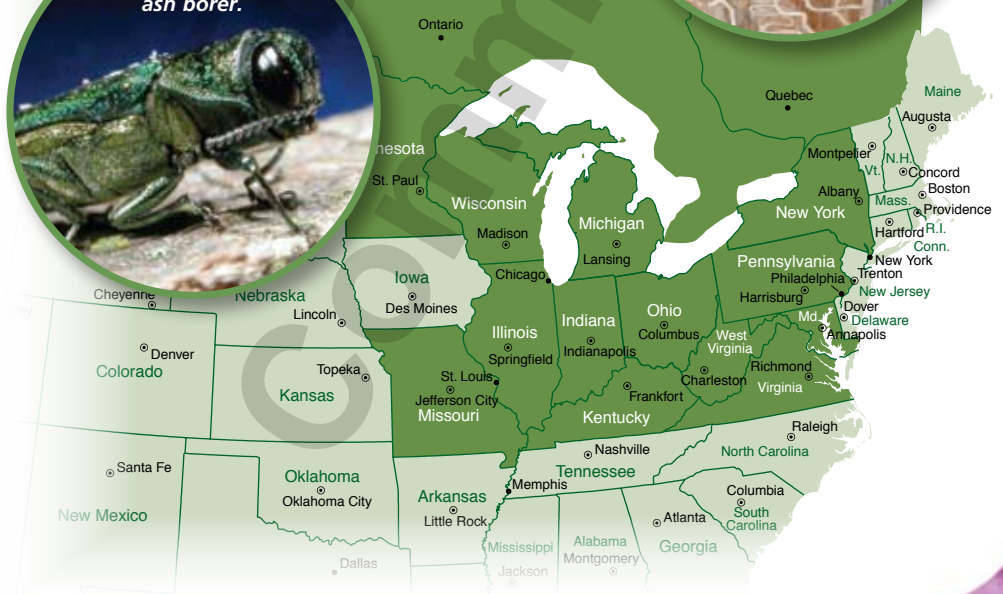 ash borer.
Ontario
Quebec
Maine
Augusta
Montpelier
Vt.
N.H.
Concord
Boston
Mass.
Providence
Hartford
R.I.
Conn.
Albany
New York
nesota
St. Paul
Wisconsin
Madison
Michigan
Lansing
Chicago
New York
Pennsylvania
Philadelphia
Harrisburg
Trenton
New Jersey
Dover
Delaware
Md.
Annapolis
Iowa
Des Moines
Nebraska
Lincoln
Cheyenne
City
Illinois
Springfield
Indiana
Indianapolis
Ohio
Columbus
West
Virginia
Charleston
Richmond
Virginia
Denver
Colorado
Topeka
Kansas
St. Louis
Jefferson City
Missouri
Frankfort
Kentucky
Raleigh
North Carolina
Nashville
Tennessee
Memphis
Santa Fe
New Mexico
Oklahoma
Oklahoma City
Arkansas
Little Rock
Columbia
South
Carolina
Atlanta
Georgia
Mississippi
Jackson
Alabama
Montgomery
Dallas
Comm